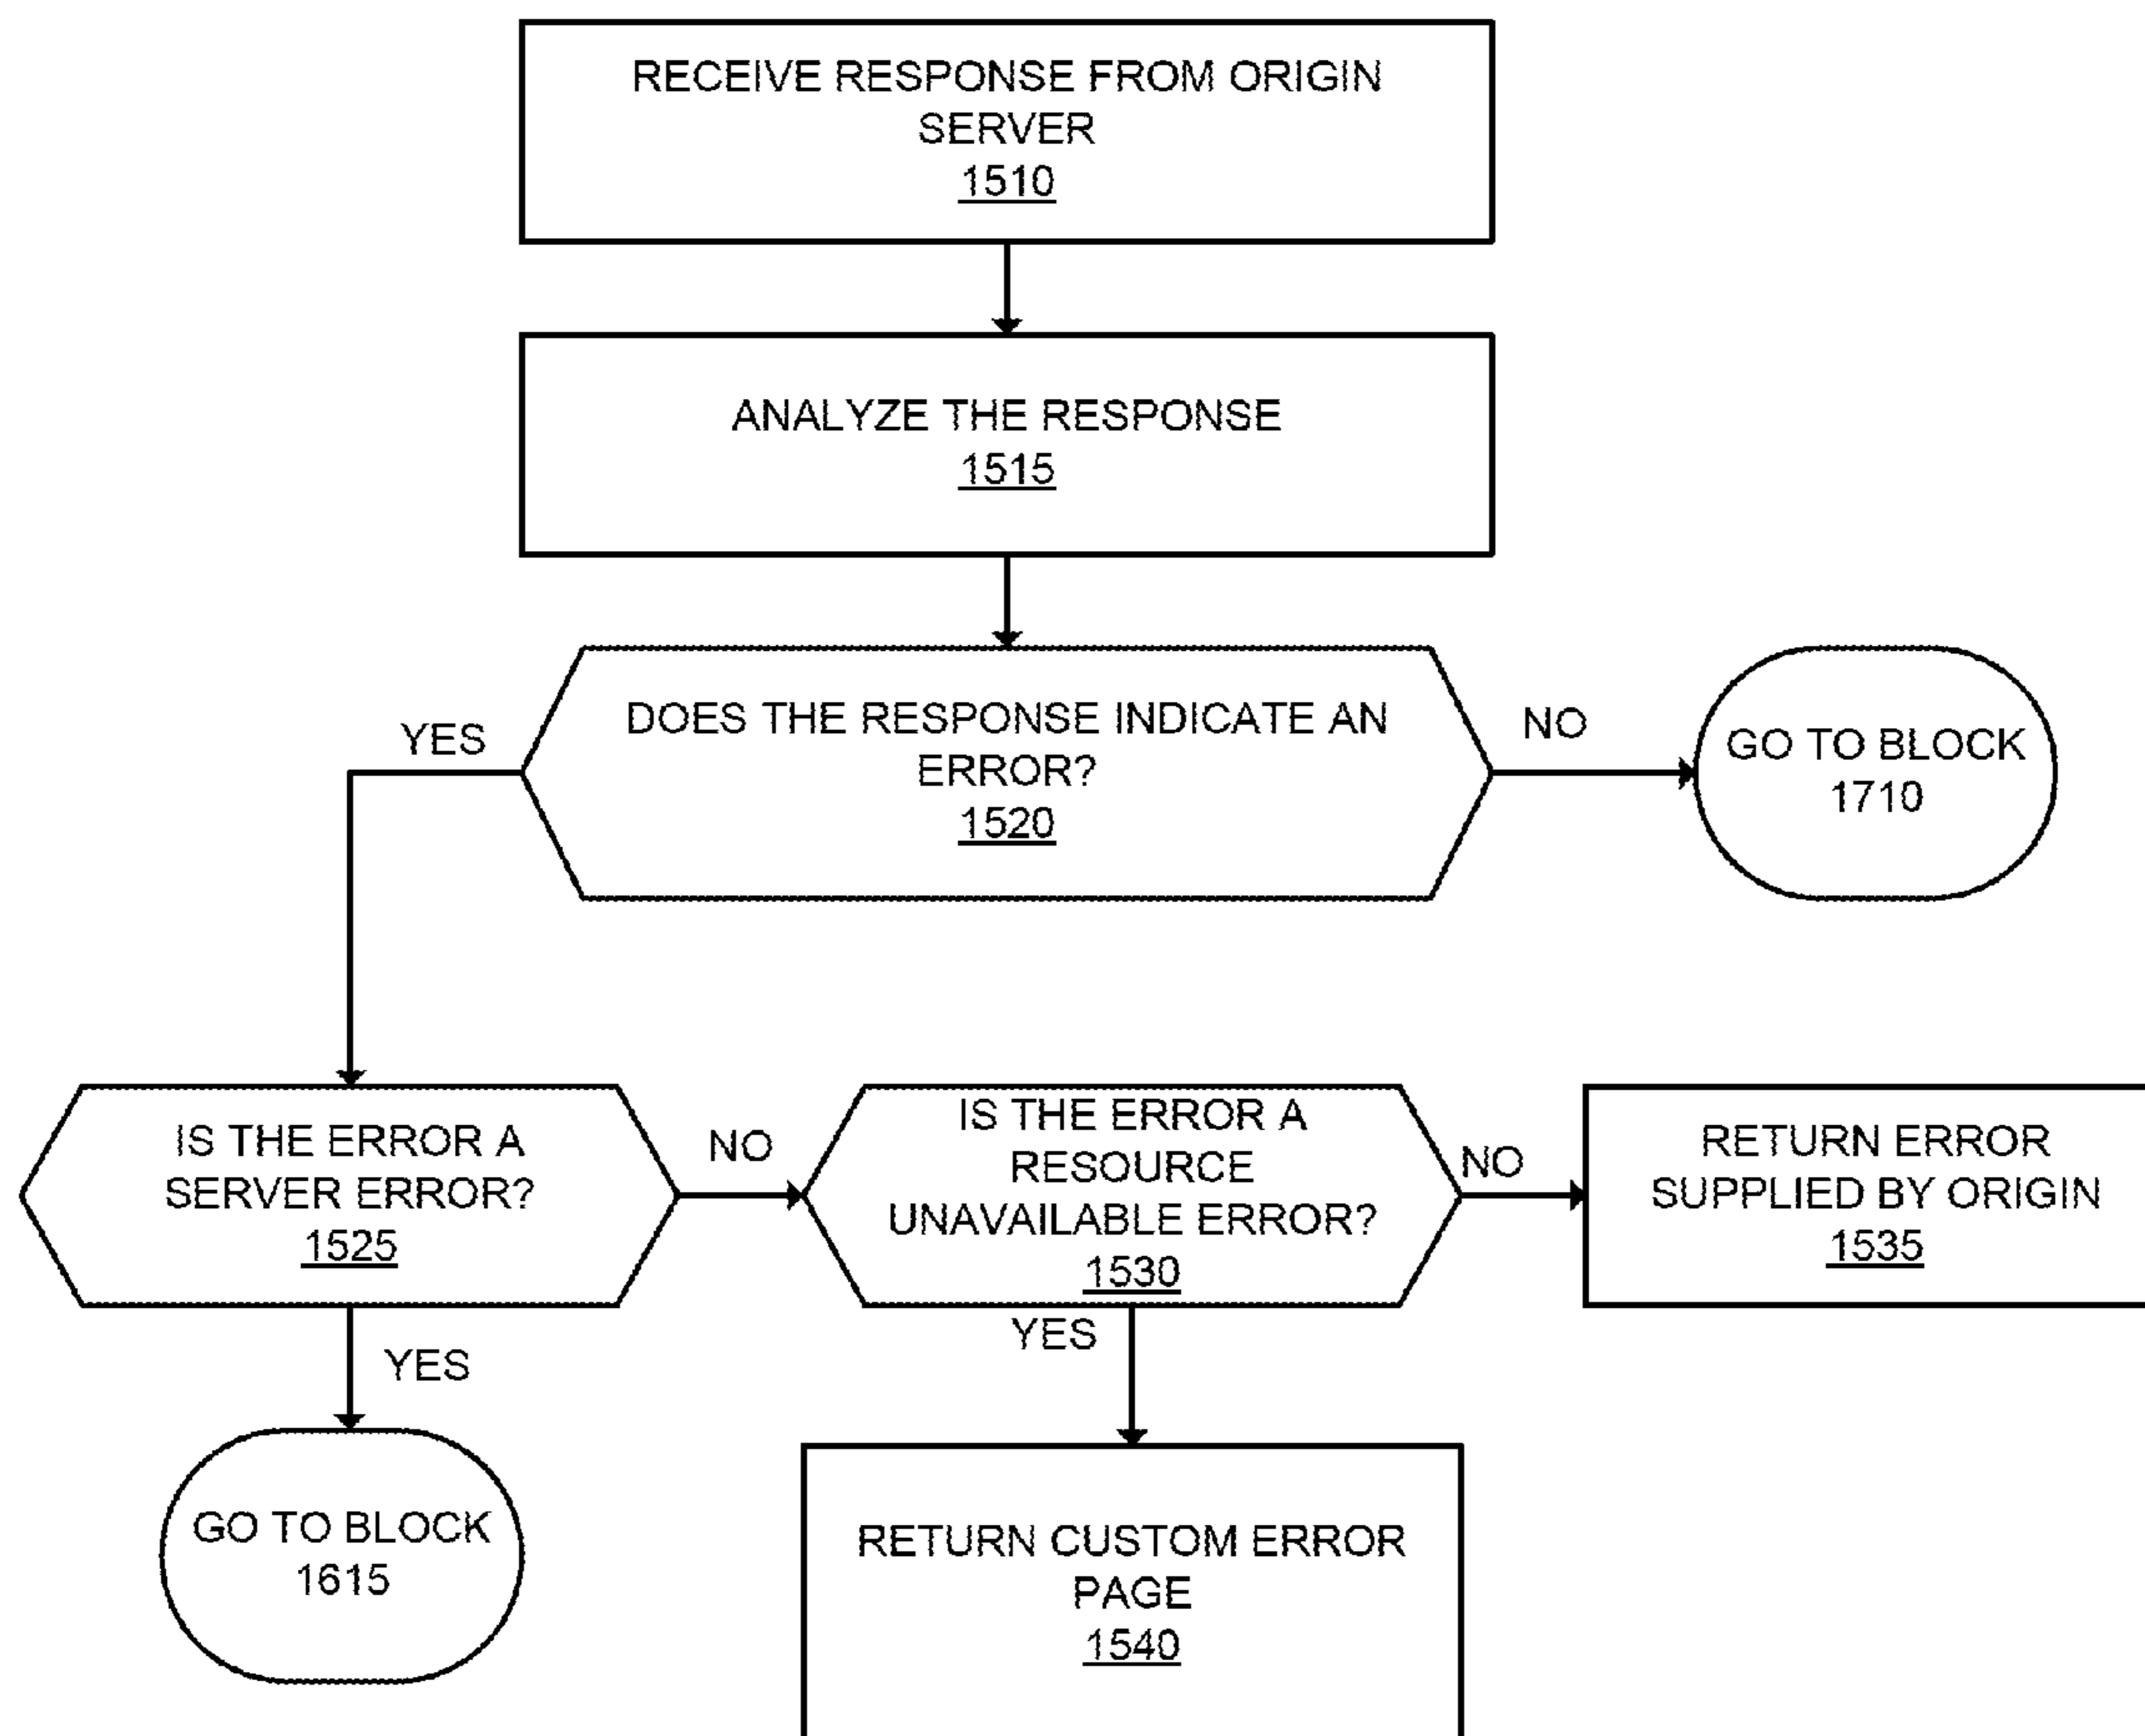 RECEIVE RESPONSE FROM ORIGIN
SERVER
1510
ANALYZE THE RESPONSE
1515
DOES THE RESPONSE INDICATE AN
ERROR?
1520
YES
NO
GO TO BLOCK
1710
IS THE ERROR A
SERVER ERROR?
1525
NO
IS THE ERROR A
RESOURCE
UNAVAILABLE ERROR?
1530
NO
RETURN ERROR
SUPPLIED BY ORIGIN
1535
YES
GO TO BLOCK
1615
YES
RETURN CUSTOM ERROR
PAGE
1540